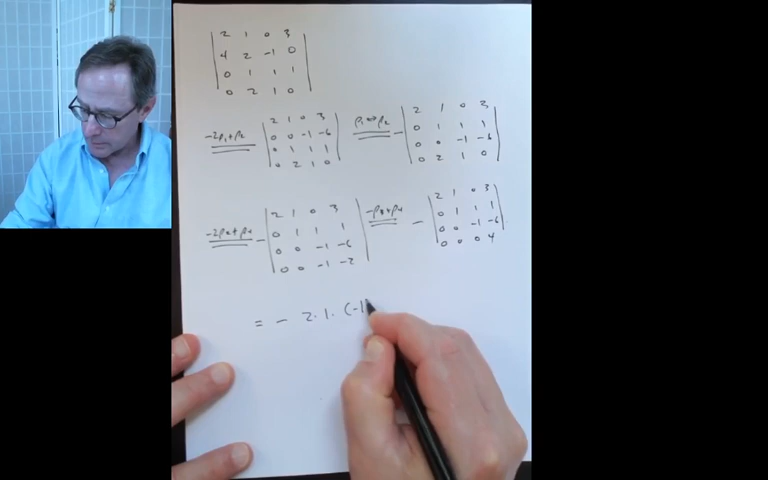 | 2 1 0 3 |
| 4 2 -1 0 |
| 0 1 1 1 |
| 0 2 1 0 |
-2ρ₁+ρ₂
| 2 1 0 3 |
| 0 0 -1 -6 |
| 0 1 1 1 |
| 0 2 1 0 |
↔ρ₂ −
| 2 1 0 3 |
| 0 1 1 1 |
| 0 0 -1 -6 |
| 0 2 1 0 |
-2ρ₂+ρ₄ −
| 2 1 0 3 |
| 0 1 1 1 |
| 0 0 -1 -6 |
| 0 0 -1 -2 |
-ρ₃+ρ₄ −
| 2 1 0 3 |
| 0 1 1 1 |
| 0 0 -1 -6 |
| 0 0 0 4 |
= − 2·1·(-1)